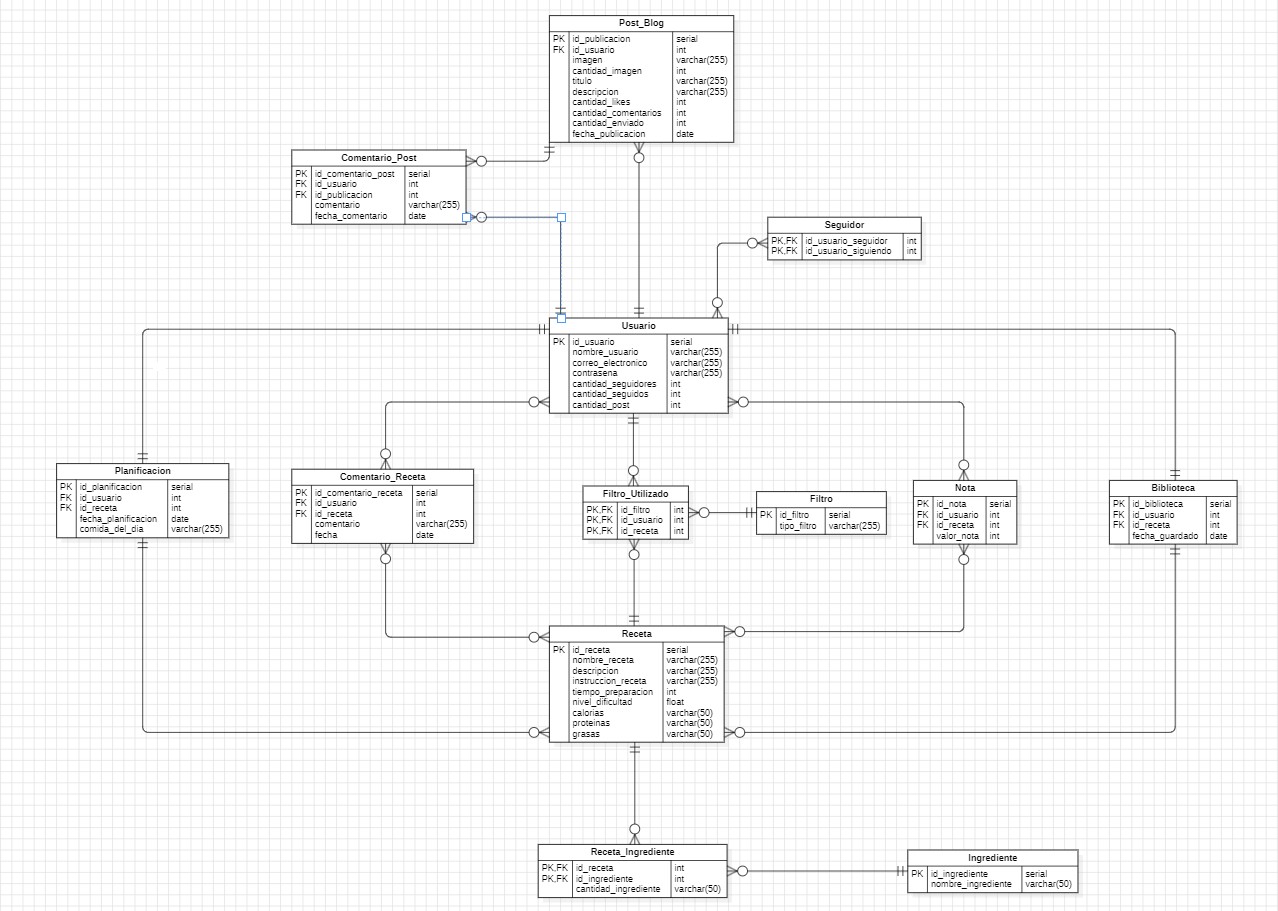 Post_Blog
PK id_publicacion serial
FK id_usuario int
imagen varchar(255)
cantidad_imagen int
titulo varchar(255)
descripcion varchar(255)
cantidad_likes int
cantidad_comentarios int
cantidad_enviado int
fecha_publicacion date
Comentario_Post
PK id_comentario_post serial
FK id_usuario int
FK id_publicacion int
comentario varchar(255)
fecha_comentario date
Seguidor
PK,FK id_usuario_seguidor int
PK,FK id_usuario_siguiendo int
Usuario
PK id_usuario serial
nombre_usuario varchar(255)
correo_electronico varchar(255)
contrasena varchar(255)
cantidad_seguidores int
cantidad_seguidos int
cantidad_post int
Planificacion
PK id_planificacion serial
FK id_usuario int
FK id_receta int
fecha_planificacion date
comida_del_dia varchar(255)
Comentario_Receta
PK id_comentario_receta serial
FK id_usuario int
FK id_receta int
comentario varchar(255)
fecha date
Filtro_Utilizado
PK,FK id_filtro int
PK,FK id_usuario int
PK,FK id_receta int
Filtro
PK id_filtro serial
tipo_filtro varchar(255)
Nota
PK id_nota serial
FK id_usuario int
FK id_receta int
valor_nota int
Biblioteca
PK id_biblioteca serial
FK id_usuario int
FK id_receta int
fecha_guardado date
Receta
PK id_receta serial
nombre_receta varchar(255)
descripcion varchar(255)
instruccion_receta varchar(255)
tiempo_preparacion int
nivel_dificultad float
calorias varchar(50)
proteinas varchar(50)
grasas varchar(50)
Receta_Ingrediente
PK,FK id_receta int
PK,FK id_ingrediente int
cantidad_ingrediente varchar(50)
Ingrediente
PK id_ingrediente serial
nombre_ingrediente varchar(50)